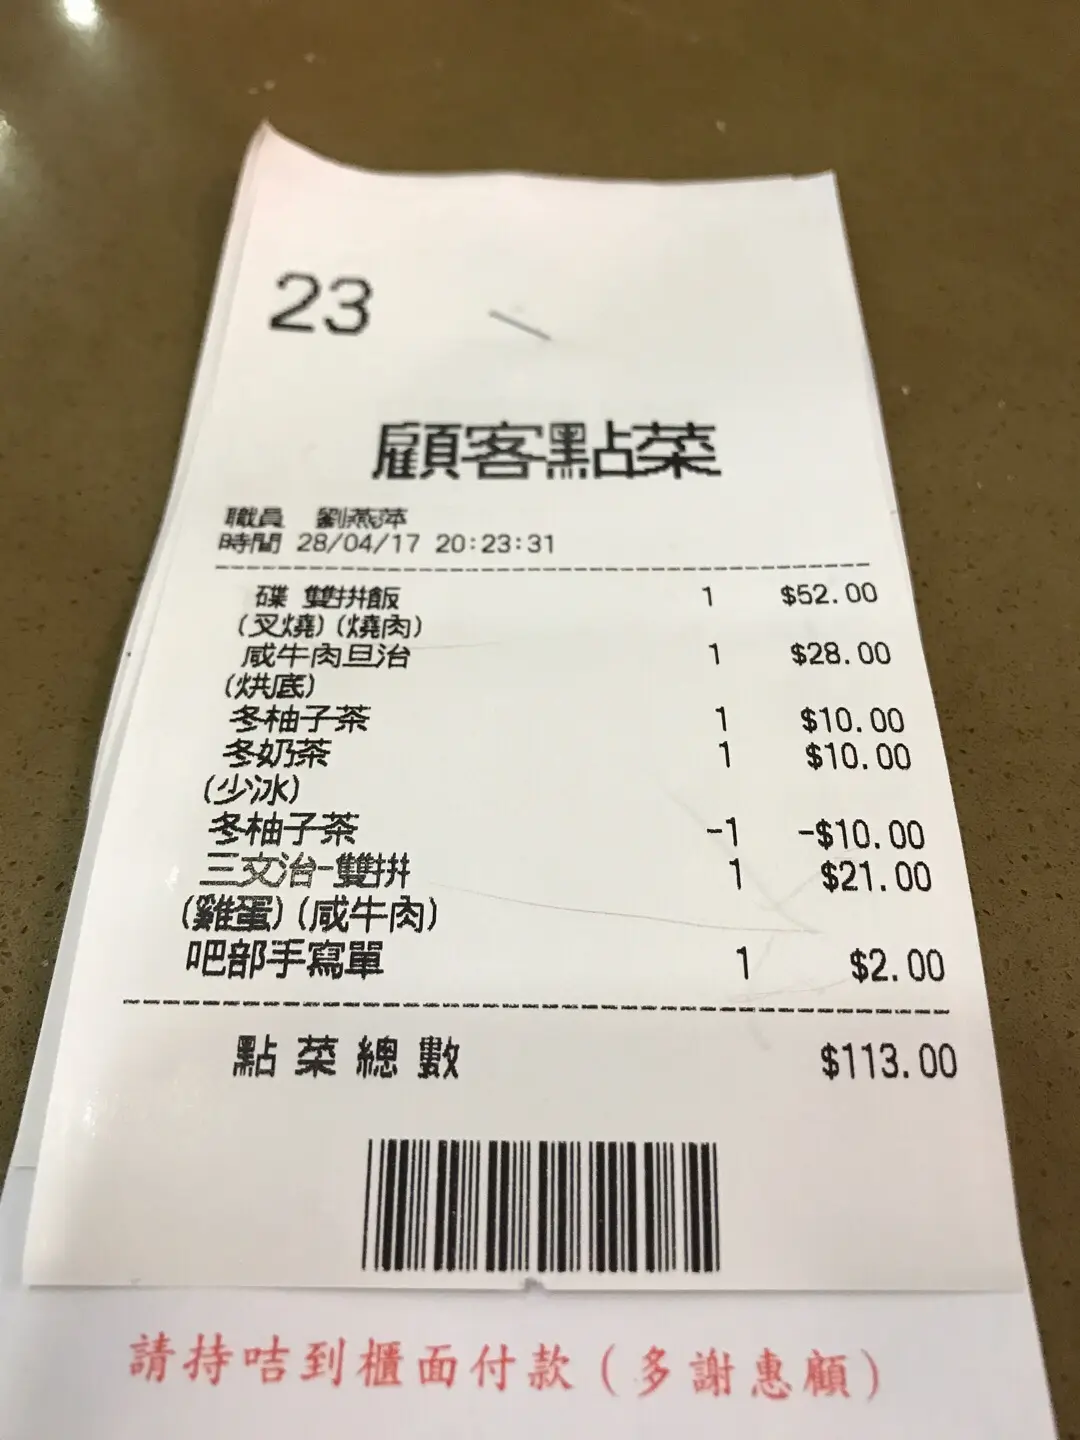 23
顧客點菜
職員 劉燕萍
時間 28/04/17 20:23:31
碟 雙拼飯 1 $52.00
(叉燒)(燒肉)
咸牛肉旦治 1 $28.00
(烘底)
冬柚子茶 1 $10.00
冬奶茶 1 $10.00
(少冰)
冬柚子茶 -1 -$10.00
三文治-雙拼 1 $21.00
(雞蛋)(咸牛肉)
吧部手寫單 1 $2.00
點菜總數 $113.00
請持咭到櫃面付款(多謝惠顧)